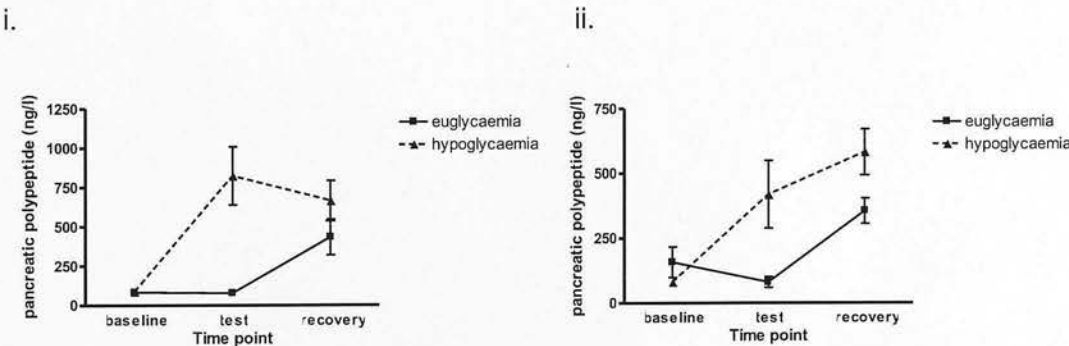 i.
pancreatic polypeptide (ng/l)
1250
1000
750
500
250
0
baseline test recovery
Time point
euglycaemia
hypoglycaemia
ii.
pancreatic polypeptide (ng/l)
750
500
250
0
baseline test recovery
Time point
euglycaemia
hypoglycaemia